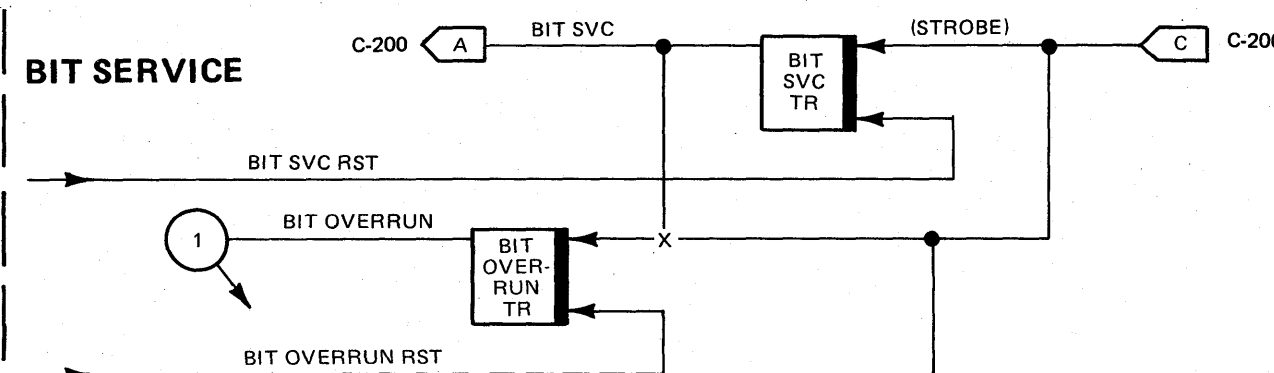 BIT SERVICE
C-200
A
BIT SVC
BIT
SVC
TR
(STROBE)
C
C-200
BIT SVC RST
1
BIT OVERRUN
BIT
OVER-
RUN
TR
X
BIT OVERRUN RST